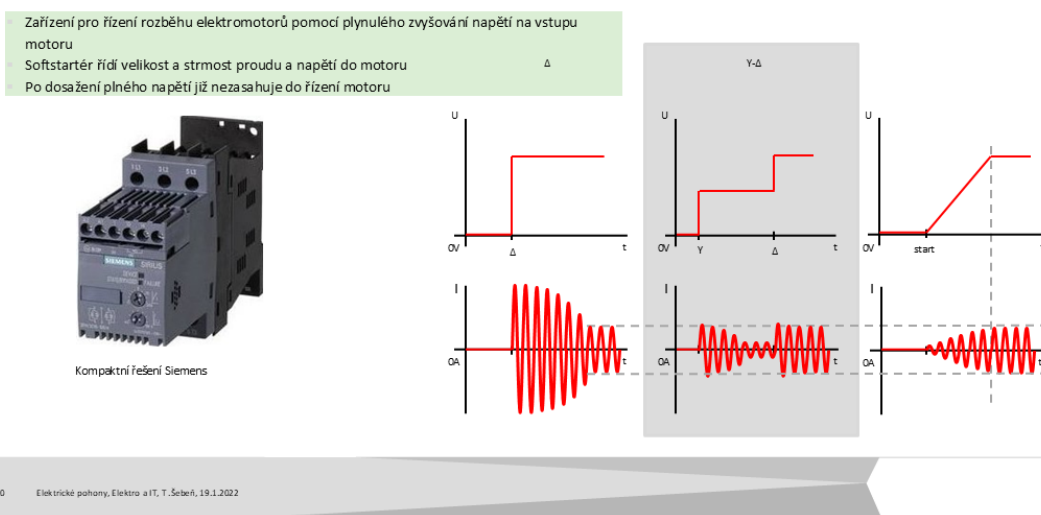 Zařízení pro řízení rozběhu elektromotorů pomocí plynulého zvyšování napětí na vstupu
motoru
Softstartér řídí velikost a strmost proudu a napětí do motoru
Po dosažení plného napětí již nezasahuje do řízení motoru
Δ
Y-Δ
U
U
U
0V
Δ
t
0V
Y
Δ
t
0V
start
t
I
I
I
0A
t
0A
t
0A
t
SIEMENS
SIRIUS
Kompaktní řešení Siemens
0
Elektrické pohony, Elektro a IT, T.Šebeň, 19.1.2022